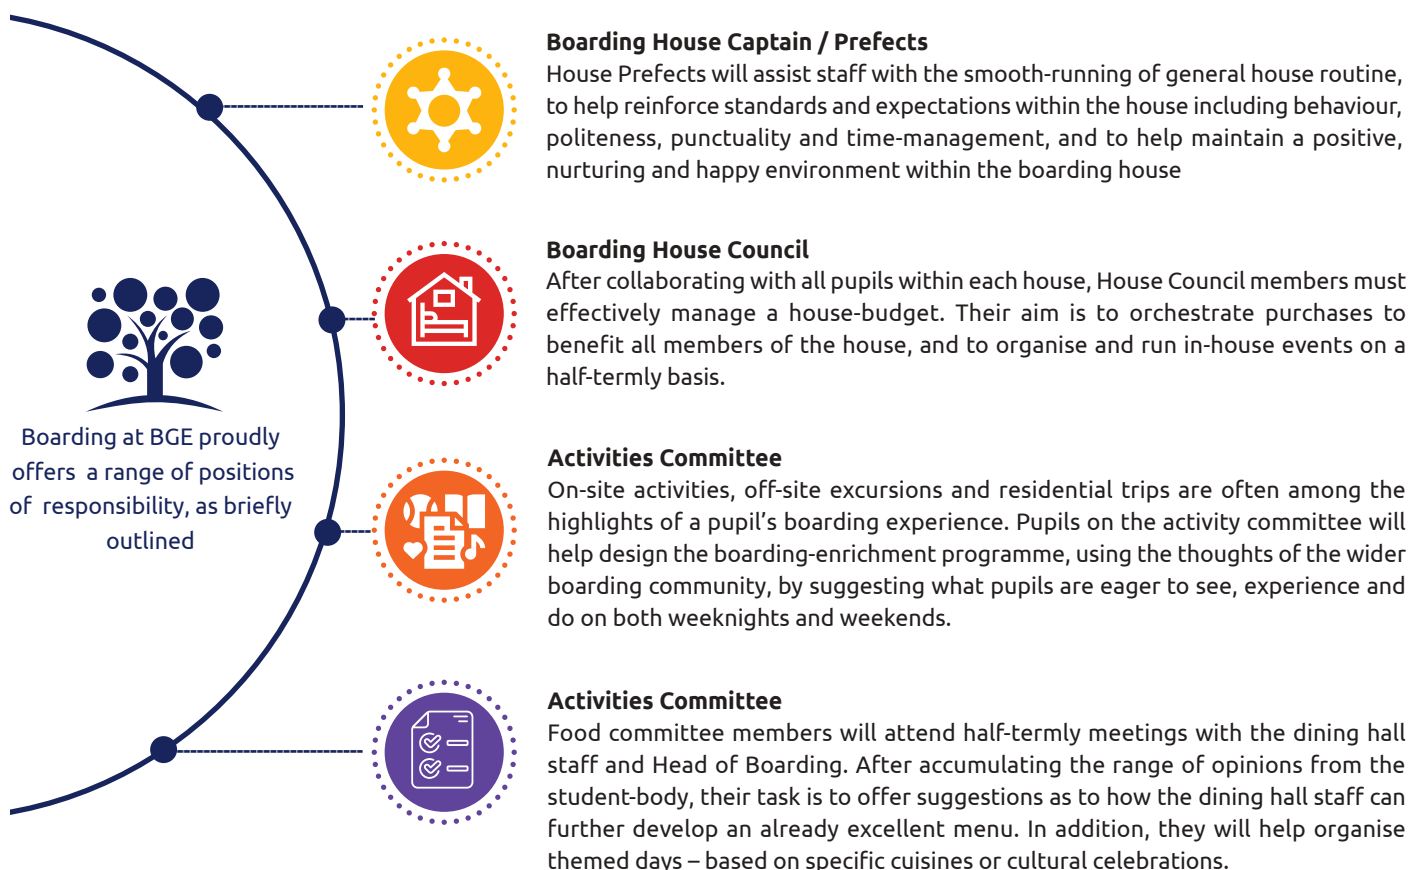 Boarding House Captain / Prefects
House Prefects will assist staff with the smooth-running of general house routine,
to help reinforce standards and expectations within the house including behaviour,
politeness, punctuality and time-management, and to help maintain a positive,
nurturing and happy environment within the boarding house
Boarding House Council
After collaborating with all pupils within each house, House Council members must
effectively manage a house-budget. Their aim is to orchestrate purchases to
benefit all members of the house, and to organise and run in-house events on a
half-termly basis.
Boarding at BGE proudly
offers a range of positions
of responsibility, as briefly
outlined
Activities Committee
On-site activities, off-site excursions and residential trips are often among the
highlights of a pupil’s boarding experience. Pupils on the activity committee will
help design the boarding-enrichment programme, using the thoughts of the wider
boarding community, by suggesting what pupils are eager to see, experience and
do on both weeknights and weekends.
Activities Committee
Food committee members will attend half-termly meetings with the dining hall
staff and Head of Boarding. After accumulating the range of opinions from the
student-body, their task is to offer suggestions as to how the dining hall staff can
further develop an already excellent menu. In addition, they will help organise
themed days – based on specific cuisines or cultural celebrations.